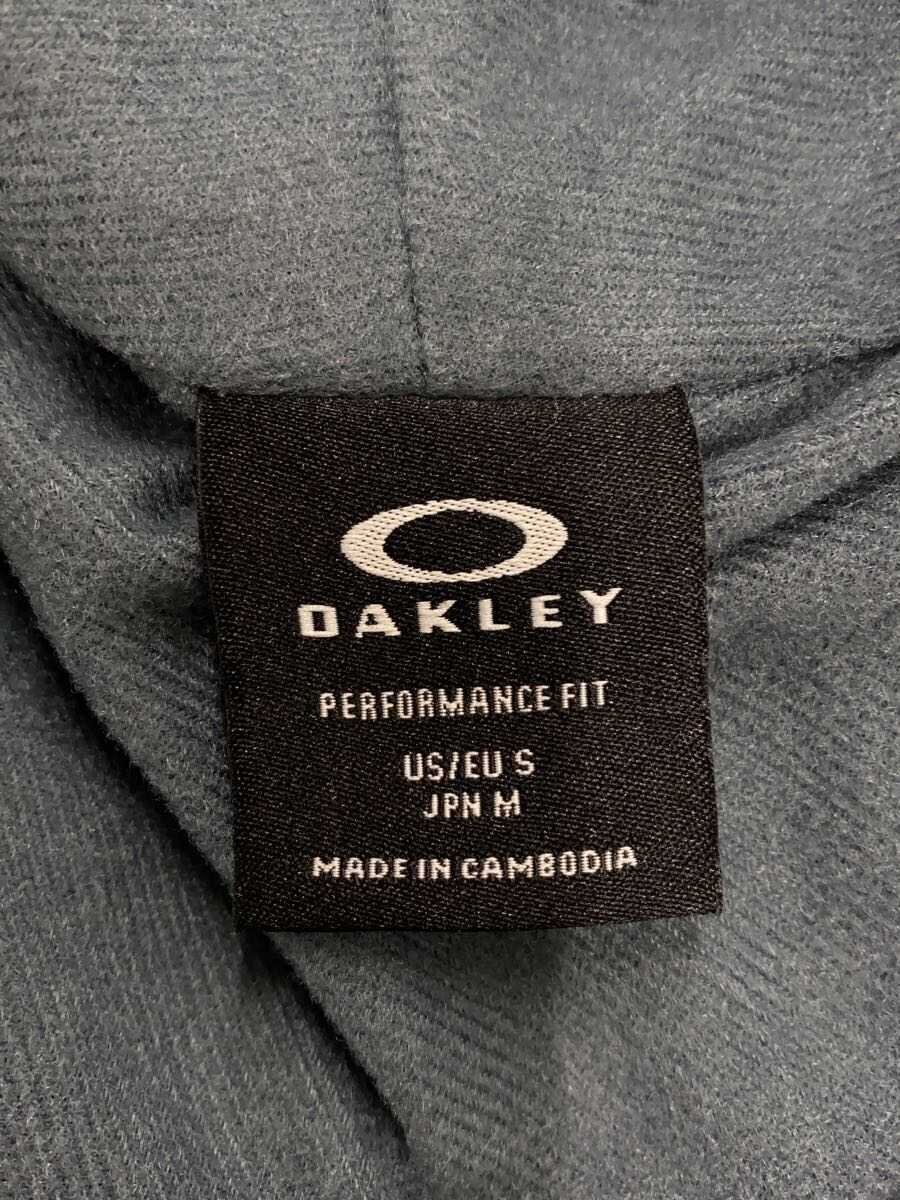 OAKLEY
PERFORMANCE FIT
US/EU S
JPN M
MADE IN CAMBODIA